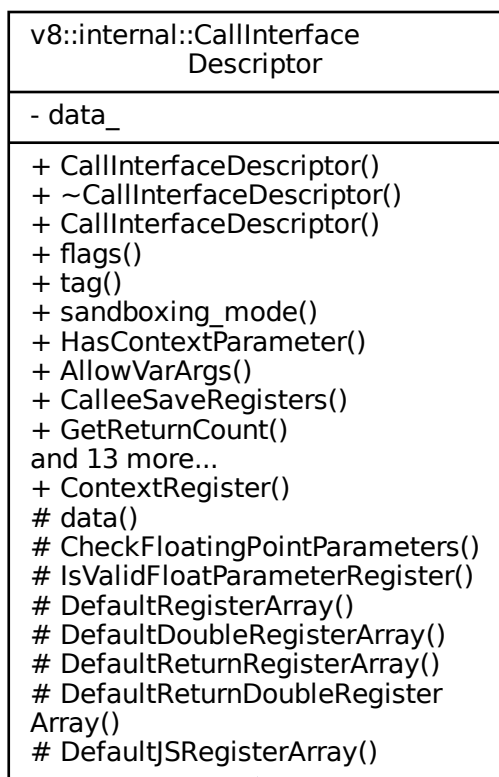 v8::internal::CallInterface
Descriptor
- data_
+ CallInterfaceDescriptor()
+ ~CallInterfaceDescriptor()
+ CallInterfaceDescriptor()
+ flags()
+ tag()
+ sandboxing_mode()
+ HasContextParameter()
+ AllowVarArgs()
+ CalleeSaveRegisters()
+ GetReturnCount()
and 13 more...
+ ContextRegister()
# data()
# CheckFloatingPointParameters()
# IsValidFloatParameterRegister()
# DefaultRegisterArray()
# DefaultDoubleRegisterArray()
# DefaultReturnRegisterArray()
# DefaultReturnDoubleRegister
Array()
# DefaultJSRegisterArray()